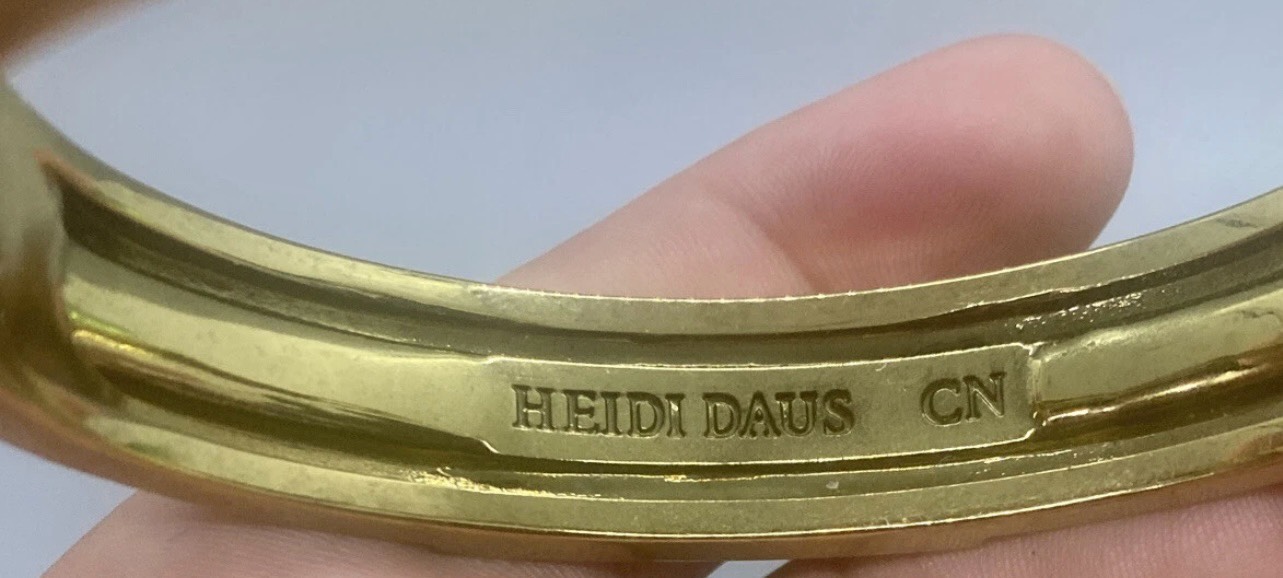 HEIDI DAUS CN